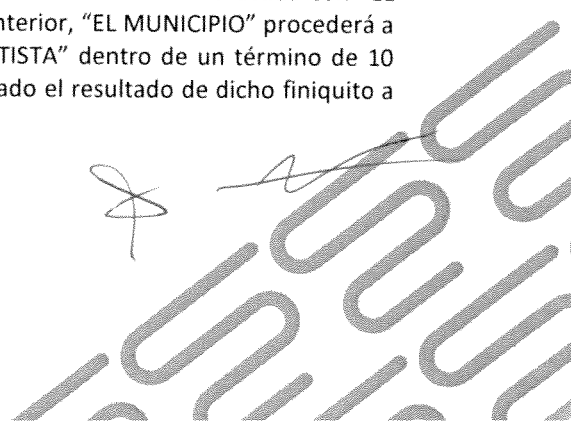 nterior, “EL MUNICIPIO” procederá a
TISTA” dentro de un término de 10
ado el resultado de dicho finiquito a